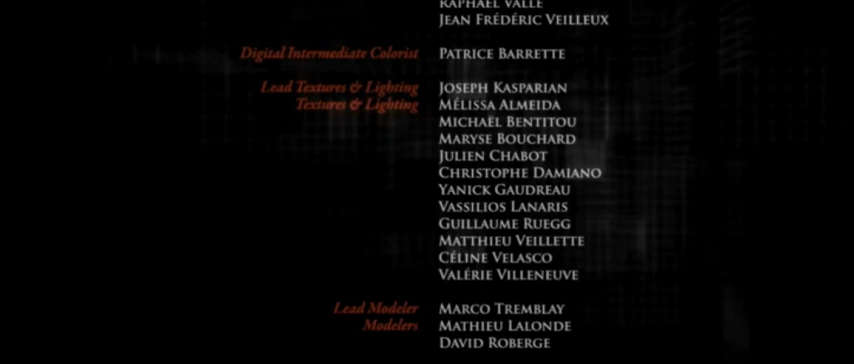 RAPHAËL VALLE
JEAN FRÉDÉRIC VEILLEUX
Digital Intermediate Colorist PATRICE BARRETTE
Lead Textures & Lighting JOSEPH KASPARIAN
Textures & Lighting MÉLISSA ALMEIDA
MICHAËL BENTITOU
MARYSE BOUCHARD
JULIEN CHABOT
CHRISTOPHE DAMIANO
YANICK GAUDREAU
VASSILIOS LANARIS
GUILLAUME RUEGG
MATTHIEU VEILLETTE
CÉLINE VELASCO
VALÉRIE VILLENEUVE
Lead Modeler MARCO TREMBLAY
Modelers MATHIEU LALONDE
DAVID ROBERGE